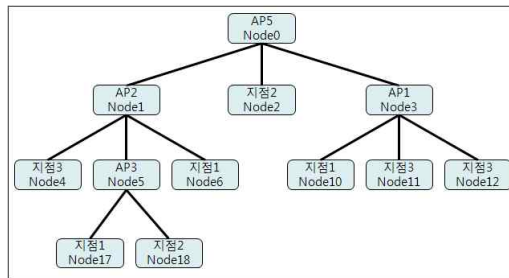 AP5
Node0
AP2
Node1
지점2
Node2
AP1
Node3
지점3
Node4
AP3
Node5
지점1
Node6
지점1
Node10
지점3
Node11
지점3
Node12
지점1
Node17
지점2
Node18